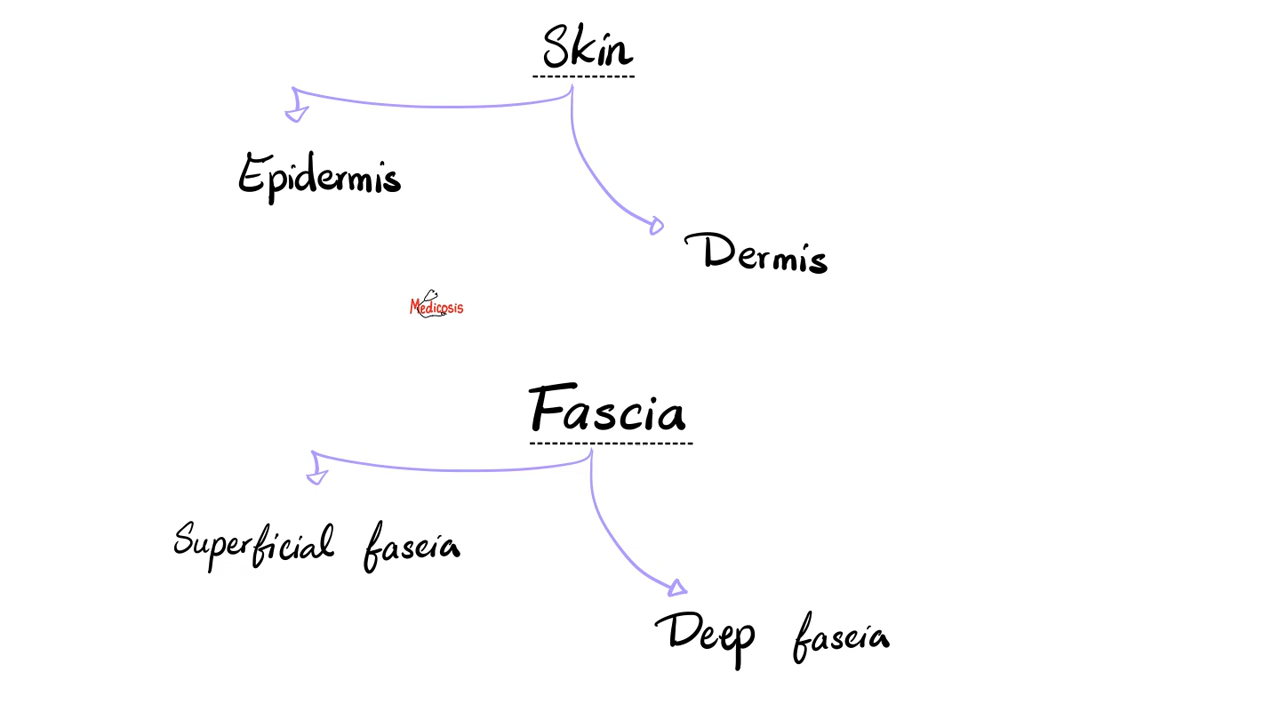 Skin
Epidermis
Dermis
Medicosis
Fascia
Superficial fascia
Deep fascia